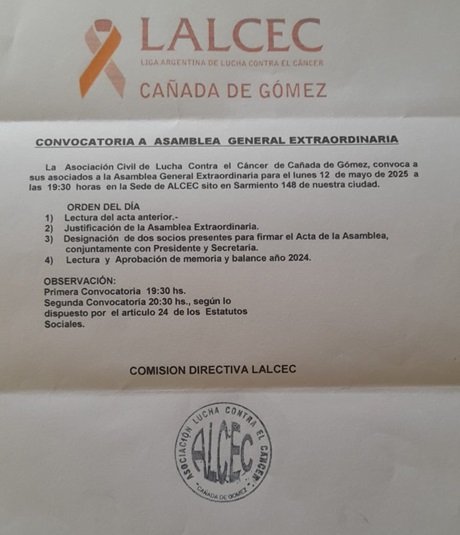 LALCEC
LIGA ARGENTINA DE LUCHA CONTRA EL CÁNCER
CAÑADA DE GÓMEZ
CONVOCATORIA A ASAMBLEA GENERAL EXTRAORDINARIA
La Asociación Civil de Lucha Contra el Cáncer de Cañada de Gómez, convoca a
sus asociados a la Asamblea General Extraordinaria para el lunes 12 de mayo de 2025 a
las 19:30 horas en la Sede de ALCEC sito en Sarmiento 148 de nuestra ciudad.
ORDEN DEL DÍA
1) Lectura del acta anterior.-
2) Justificación de la Asamblea Extraordinaria.
3) Designación de dos socios presentes para firmar el Acta de la Asamblea,
conjuntamente con Presidente y Secretaria.
4) Lectura y Aprobación de memoria y balance año 2024.
OBSERVACIÓN:
Primera Convocatoria 19:30 hs.
Segunda Convocatoria 20:30 hs., según lo
dispuesto por el articulo 24 de los Estatutos
Sociales.
COMISION DIRECTIVA LALCEC
ASOCIACIÓN LUCHA CONTRA EL CÁNCER
ALCEC
"CAÑADA DE GOMEZ"